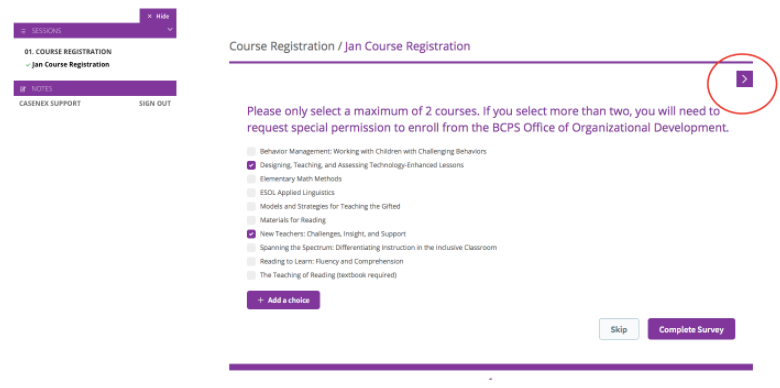 × Hide
SESSIONS
01. COURSE REGISTRATION
Jan Course Registration
NOTES
CASENEX SUPPORT SIGN OUT
Course Registration / Jan Course Registration
Please only select a maximum of 2 courses. If you select more than two, you will need to
request special permission to enroll from the BCPS Office of Organizational Development.
Behavior Management: Working with Children with Challenging Behaviors
Designing, Teaching, and Assessing Technology-Enhanced Lessons
Elementary Math Methods
ESOL Applied Linguistics
Models and Strategies for Teaching the Gifted
Materials for Reading
New Teachers: Challenges, Insight, and Support
Spanning the Spectrum: Differentiating Instruction in the Inclusive Classroom
Reading to Learn: Fluency and Comprehension
The Teaching of Reading (textbook required)
+ Add a choice
Skip Complete Survey